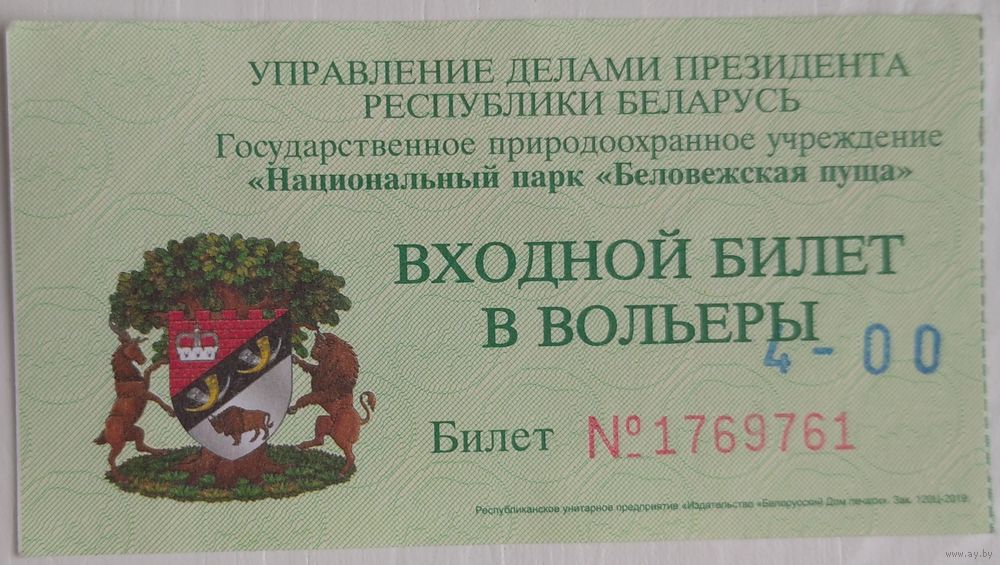 УПРАВЛЕНИЕ ДЕЛАМИ ПРЕЗИДЕНТА
РЕСПУБЛИКИ БЕЛАРУСЬ
Государственное природоохранное учреждение
«Национальный парк «Беловежская пуща»
ВХОДНОЙ БИЛЕТ
В ВОЛЬЕРЫ
4-00
Билет №1769761
Республиканское унитарное предприятие «Издательство «Белорусский Дом печати». Зак. 120Ц-2019.
www.ay.by